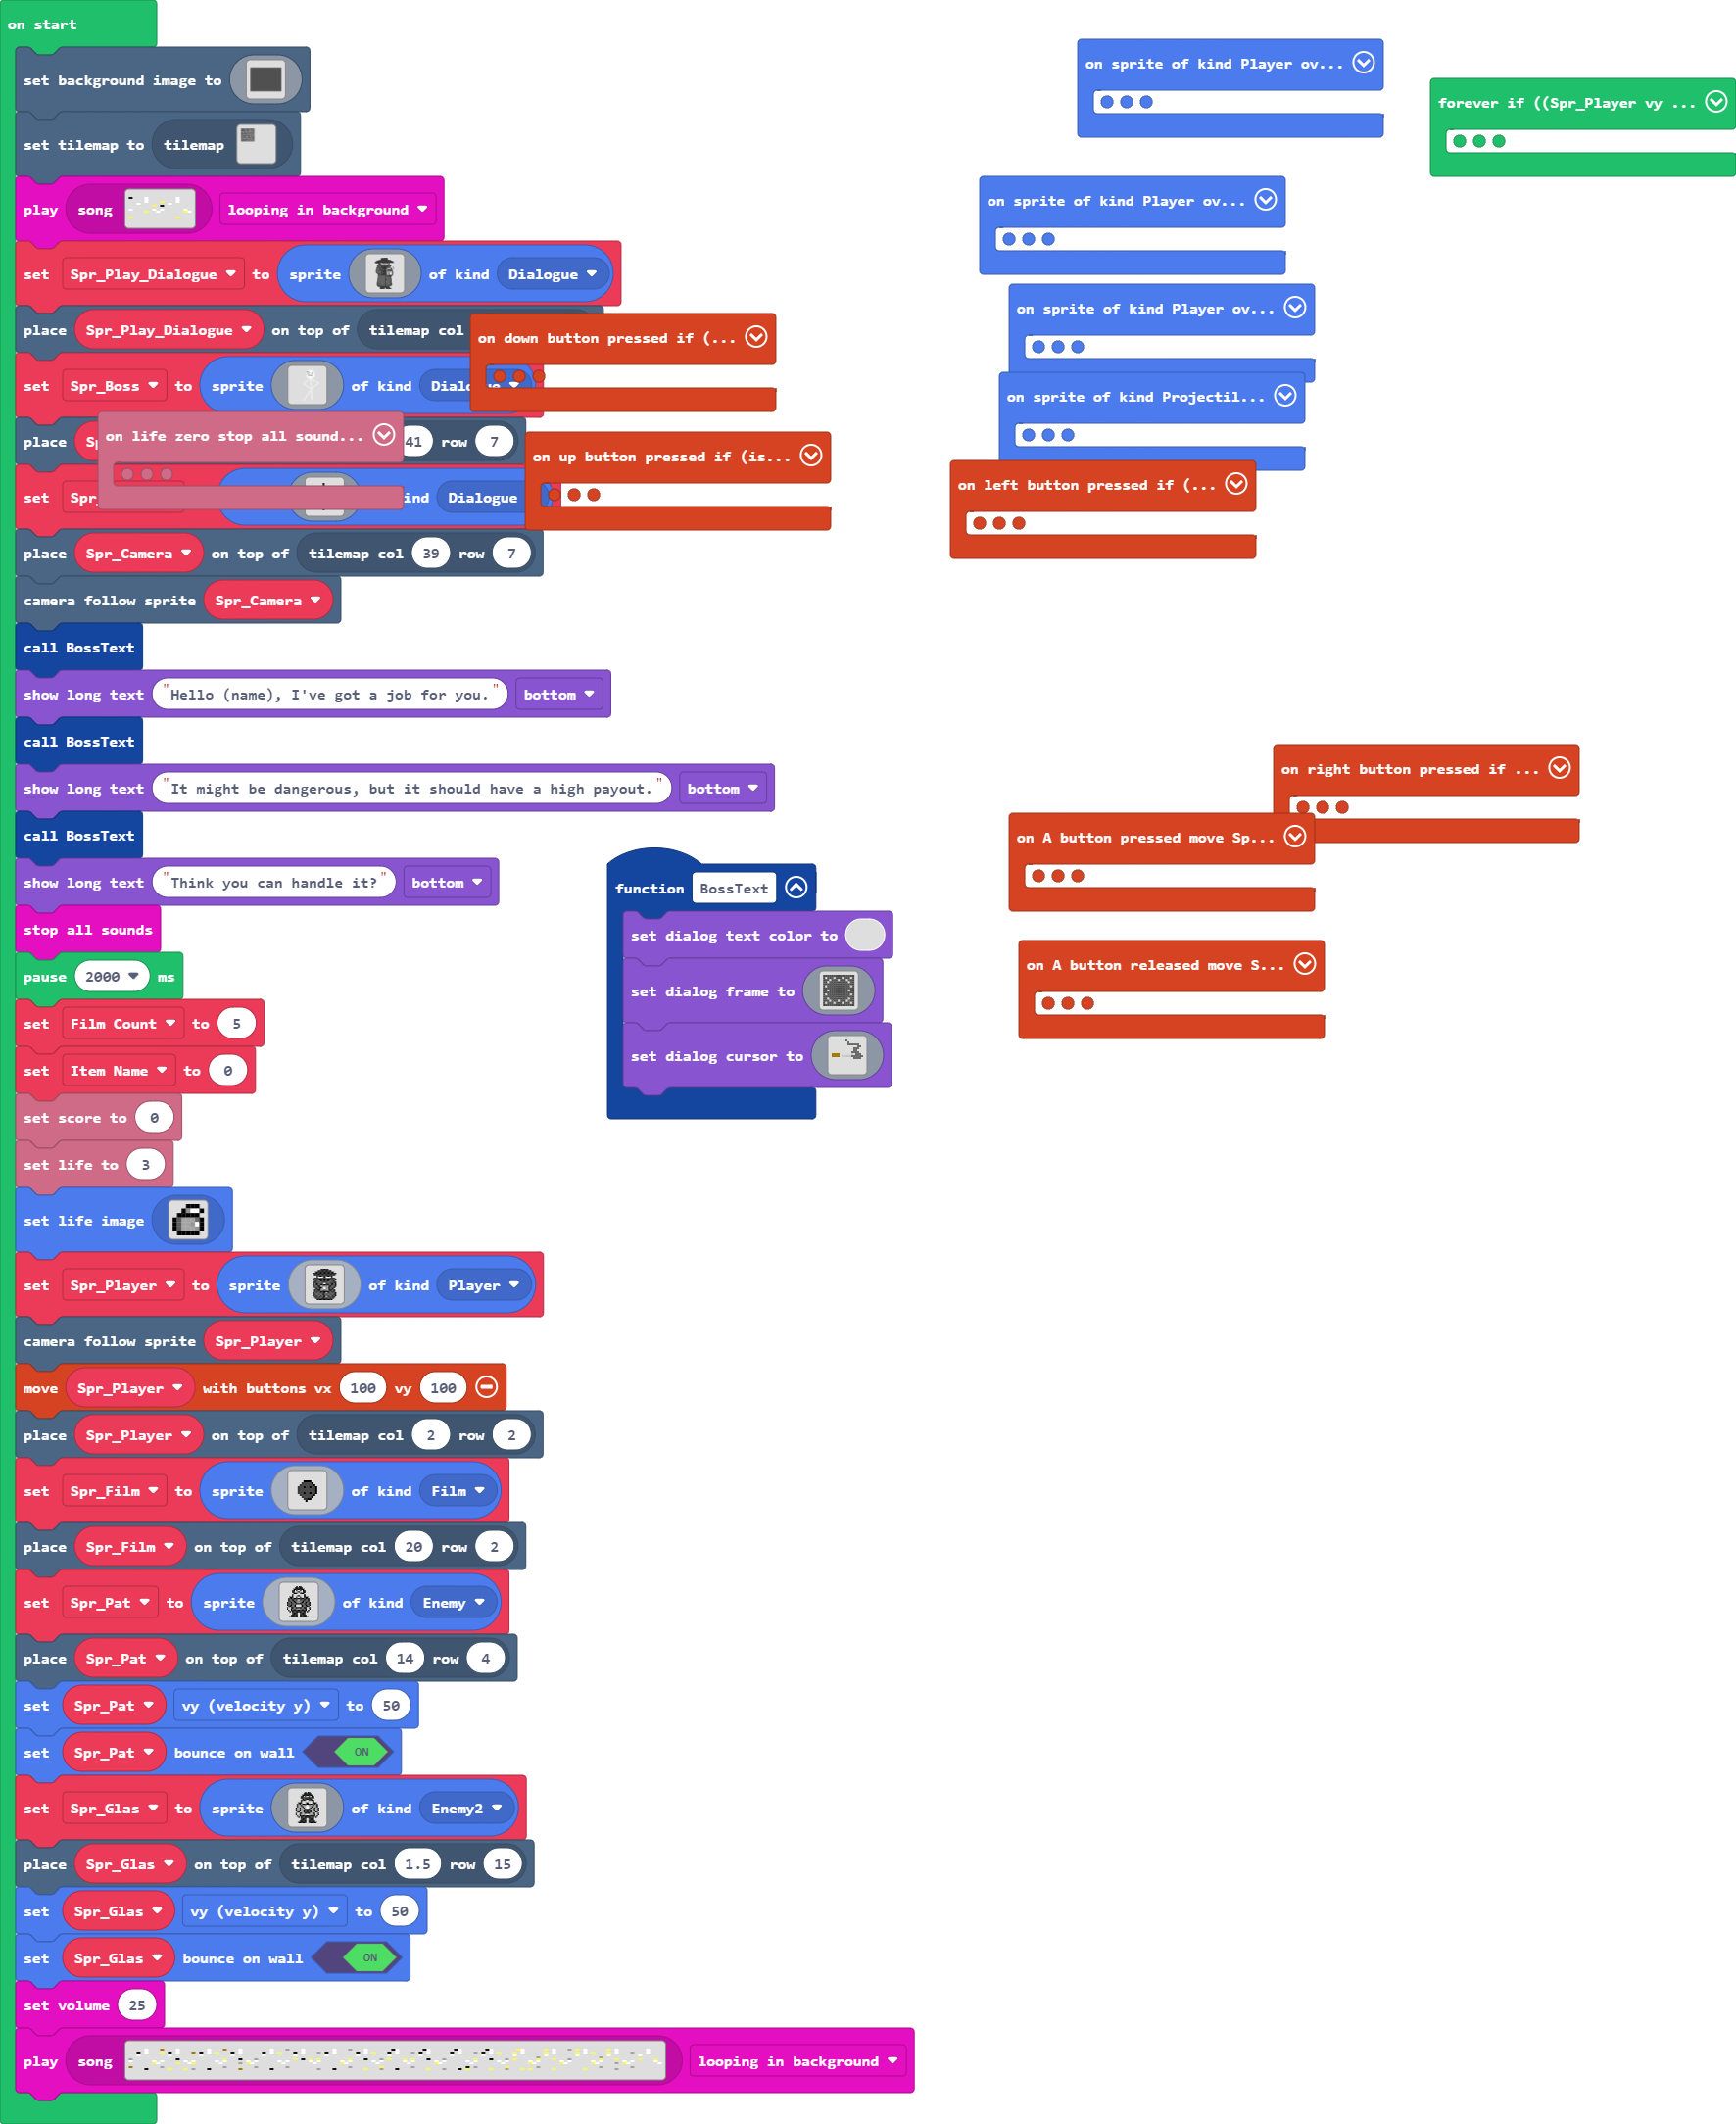 on start
set background image to
set tilemap to tilemap
play song looping in background
set Spr_Play_Dialogue to sprite of kind Dialogue
place Spr_Play_Dialogue on top of tilemap col
set Spr_Boss to sprite of kind
place 41 row 7
set Dialogue
place Spr_Camera on top of tilemap col 39 row 7
camera follow sprite Spr_Camera
call BossText
show long text "Hello (name), I've got a job for you." bottom
call BossText
show long text "It might be dangerous, but it should have a high payout." bottom
call BossText
show long text "Think you can handle it?" bottom
stop all sounds
pause 2000 ms
set Film Count to 5
set Item Name to 0
set score to 0
set life to 3
set life image
set Spr_Player to sprite of kind Player
camera follow sprite Spr_Player
move Spr_Player with buttons vx 100 vy 100
place Spr_Player on top of tilemap col 2 row 2
set Spr_Film to sprite of kind Film
place Spr_Film on top of tilemap col 20 row 2
set Spr_Pat to sprite of kind Enemy
place Spr_Pat on top of tilemap col 14 row 4
set Spr_Pat vy (velocity y) to 50
set Spr_Pat bounce on wall ON
set Spr_Glas to sprite of kind Enemy2
place Spr_Glas on top of tilemap col 1.5 row 15
set Spr_Glas vy (velocity y) to 50
set Spr_Glas bounce on wall ON
set volume 25
play song looping in background
on life zero stop all sound...
on down button pressed if (...
on up button pressed if (is...
function BossText
set dialog text color to
set dialog frame to
set dialog cursor to
on sprite of kind Player ov...
forever if ((Spr_Player vy ...
on sprite of kind Player ov...
on sprite of kind Player ov...
on sprite of kind Projectil...
on left button pressed if (...
on right button pressed if ...
on A button pressed move Sp...
on A button released move S...